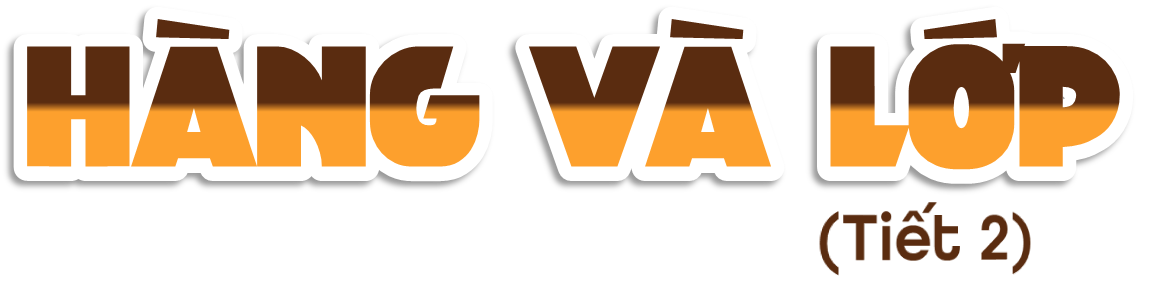 HÀNG VÀ LỚP
(Tiết 2)